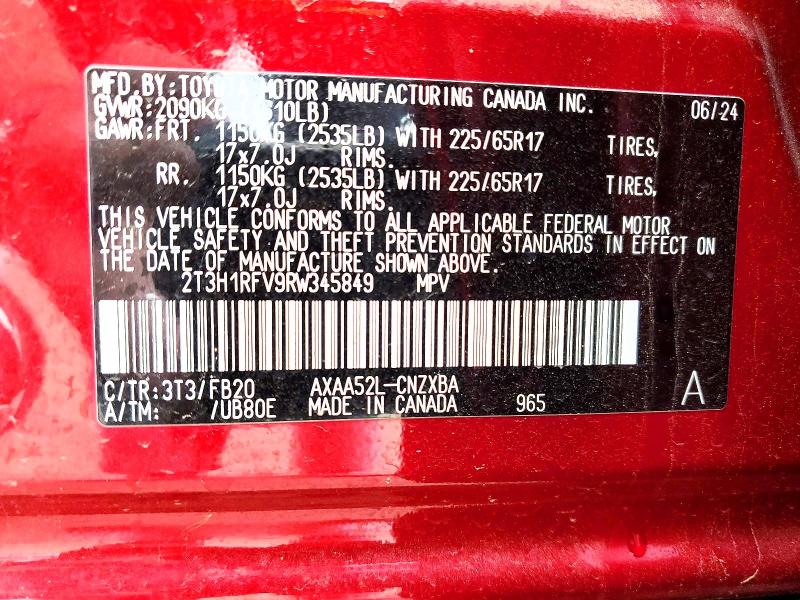 MFD.BY:TOYOTA MOTOR MANUFACTURING CANADA INC. 06/24
GVWR:2090KG (4610LB)
GAWR:FRT. 1150KG (2535LB) WITH 225/65R17 TIRES,
17x7.0J RIMS.
RR. 1150KG (2535LB) WITH 225/65R17 TIRES,
17x7.0J RIMS.
THIS VEHICLE CONFORMS TO ALL APPLICABLE FEDERAL MOTOR
VEHICLE SAFETY AND THEFT PREVENTION STANDARDS IN EFFECT ON
THE DATE OF MANUFACTURE SHOWN ABOVE.
2T3H1RFV9RW345849 MPV
C/TR:3T3/FB20 AXAA52L-CNZXBA
A/TM: /UB80E MADE IN CANADA 965 A